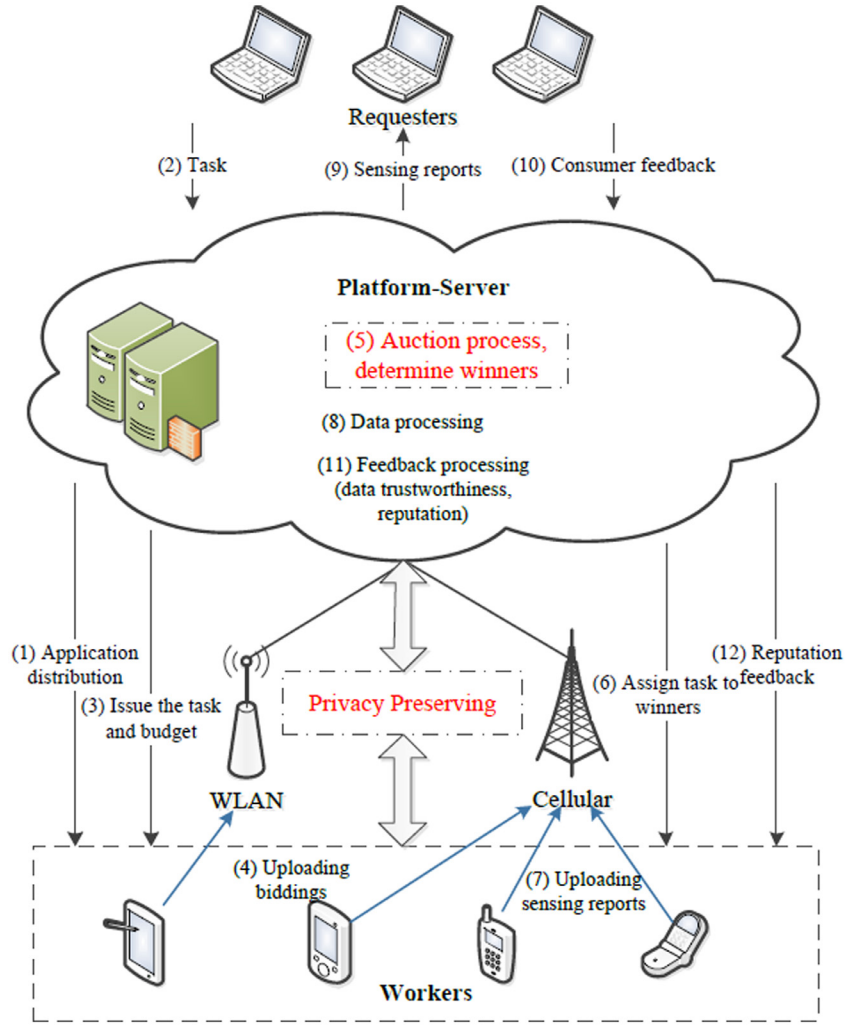 Requesters
(2) Task
(9) Sensing reports
(10) Consumer feedback
Platform-Server
(5) Auction process,
determine winners
(8) Data processing
(11) Feedback processing
(data trustworthiness,
reputation)
(1) Application
distribution
(3) Issue the task
and budget
Privacy Preserving
(6) Assign task to
winners
(12) Reputation
feedback
WLAN
Cellular
(4) Uploading
biddings
(7) Uploading
sensing reports
Workers